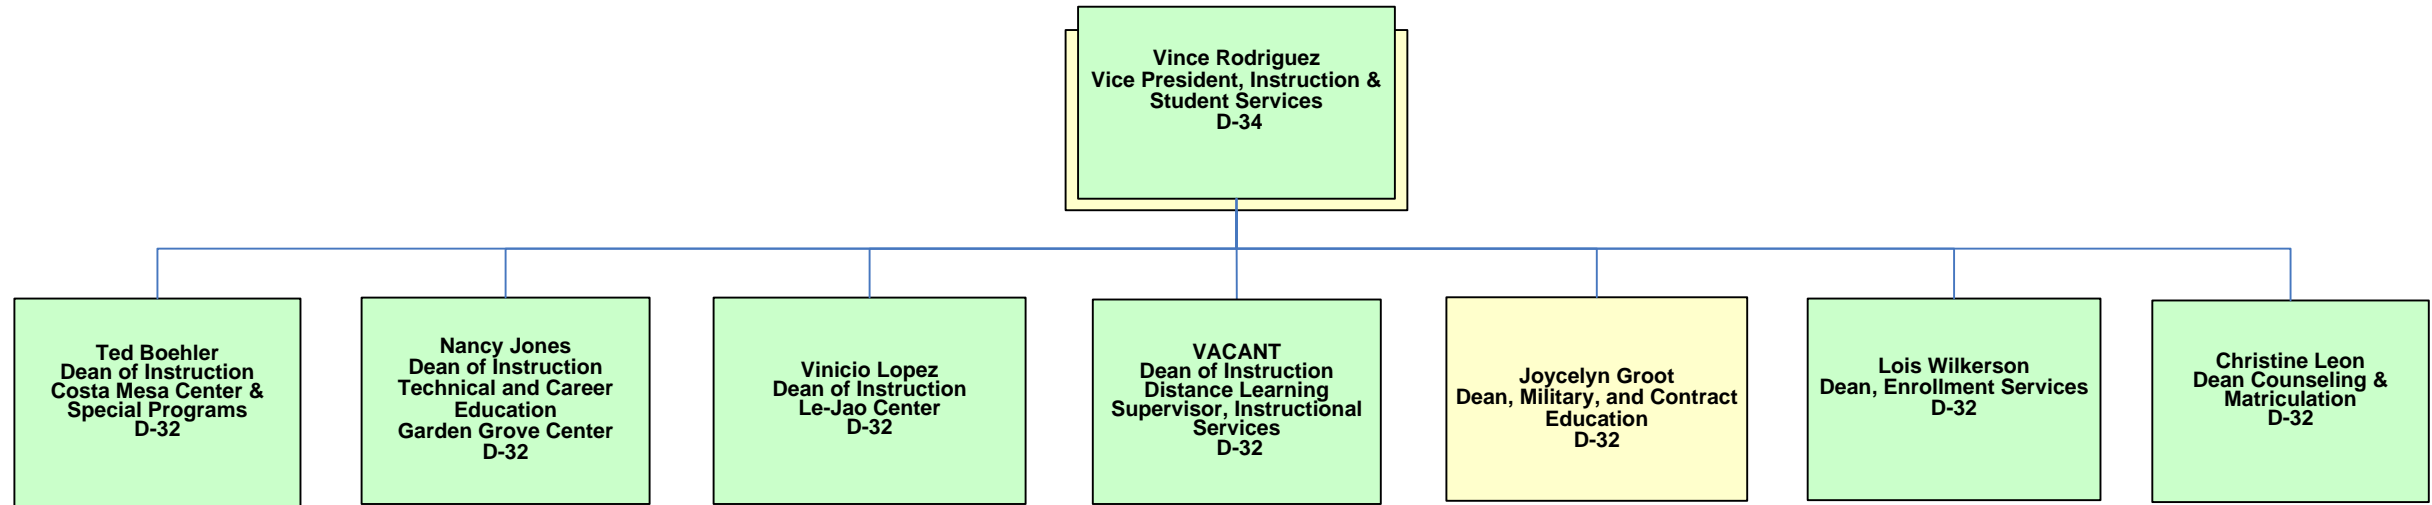 Vince Rodriguez
Vice President, Instruction &
Student Services
D-34
Ted Boehler
Dean of Instruction
Costa Mesa Center &
Special Programs
D-32
Nancy Jones
Dean of Instruction
Technical and Career
Education
Garden Grove Center
D-32
Vinicio Lopez
Dean of Instruction
Le-Jao Center
D-32
VACANT
Dean of Instruction
Distance Learning
Supervisor, Instructional
Services
D-32
Joycelyn Groot
Dean, Military, and Contract
Education
D-32
Lois Wilkerson
Dean, Enrollment Services
D-32
Christine Leon
Dean Counseling &
Matriculation
D-32